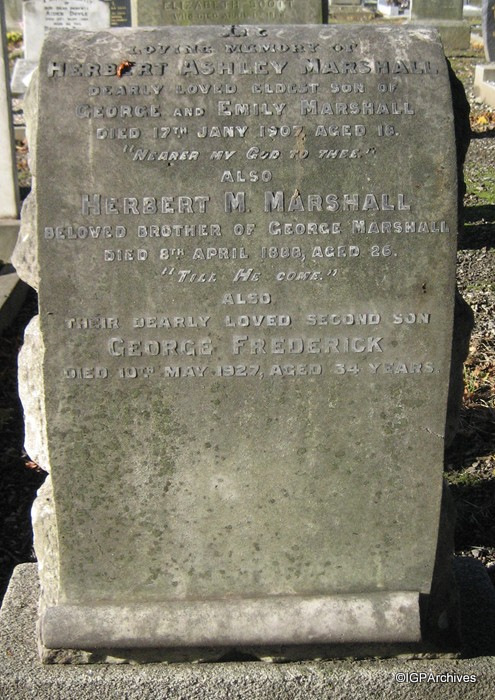 In
Loving Memory of
Herbert Ashley Marshall,
dearly loved eldest son of
George and Emily Marshall
died 17th Jany 1907, aged 18.
"Nearer my God to thee."
Also
Herbert M. Marshall
beloved brother of George Marshall
died 8th April 1888, aged 26.
"Till He come."
Also
their dearly loved second son
George Frederick
died 19th May 1927, aged 34 years.
©IGPArchives